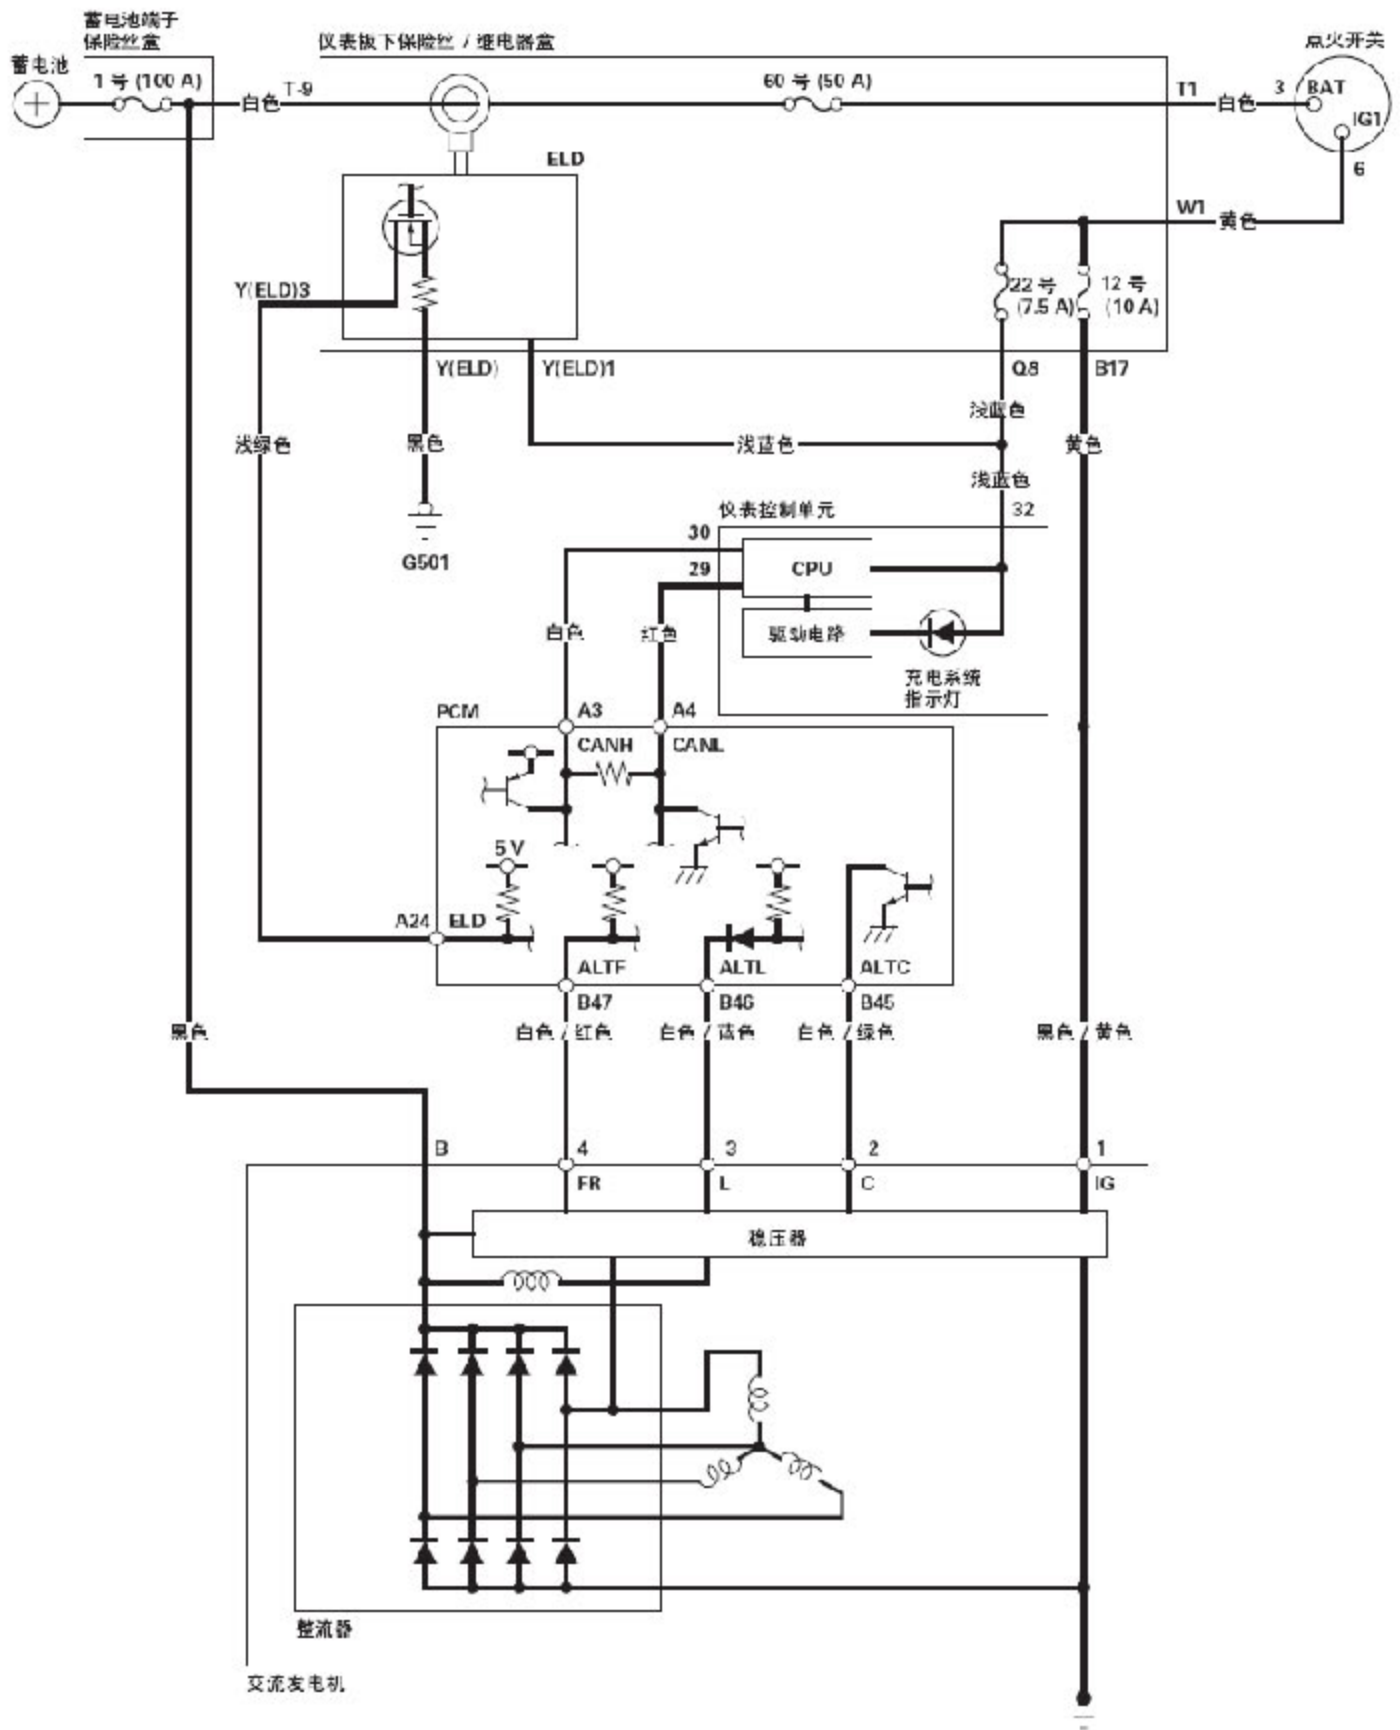 蓄电池端子
保险丝盒
仪表板下保险丝 / 继电器盒
点火开关
蓄电池
1 号 (100 A)
白色
T-9
60 号 (50 A)
T1
白色
3
BAT
IG1
6
ELD
W1
黄色
Y(ELD)3
22 号
(7.5 A)
12 号
(10 A)
Y(ELD)
Y(ELD)1
Q8
B17
浅蓝色
浅绿色
黑色
浅蓝色
黄色
浅蓝色
仪表控制单元
32
G501
30
29
CPU
白色
红色
驱动电路
充电系统
指示灯
PCM
A3
A4
CANH
CANL
5 V
A24
ELD
ALTF
ALTL
ALTC
B47
B46
B45
黑色
白色 / 红色
白色 / 蓝色
白色 / 绿色
黑色 / 黄色
B
4
3
2
1
FR
L
C
IG
稳压器
整流器
交流发电机